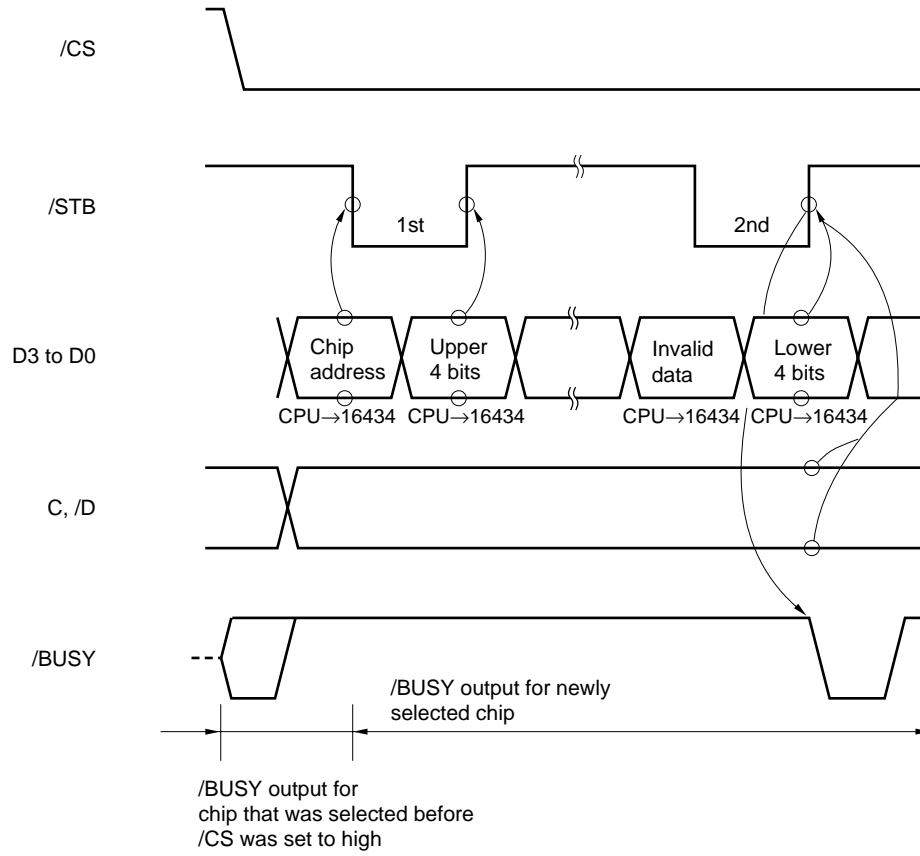 /CS
/STB
1st
2nd
D3 to D0
Chip
address
Upper
4 bits
Invalid
data
Lower
4 bits
CPU→16434
CPU→16434
CPU→16434
CPU→16434
C, /D
/BUSY
/BUSY output for newly
selected chip
/BUSY output for
chip that was selected before
/CS was set to high